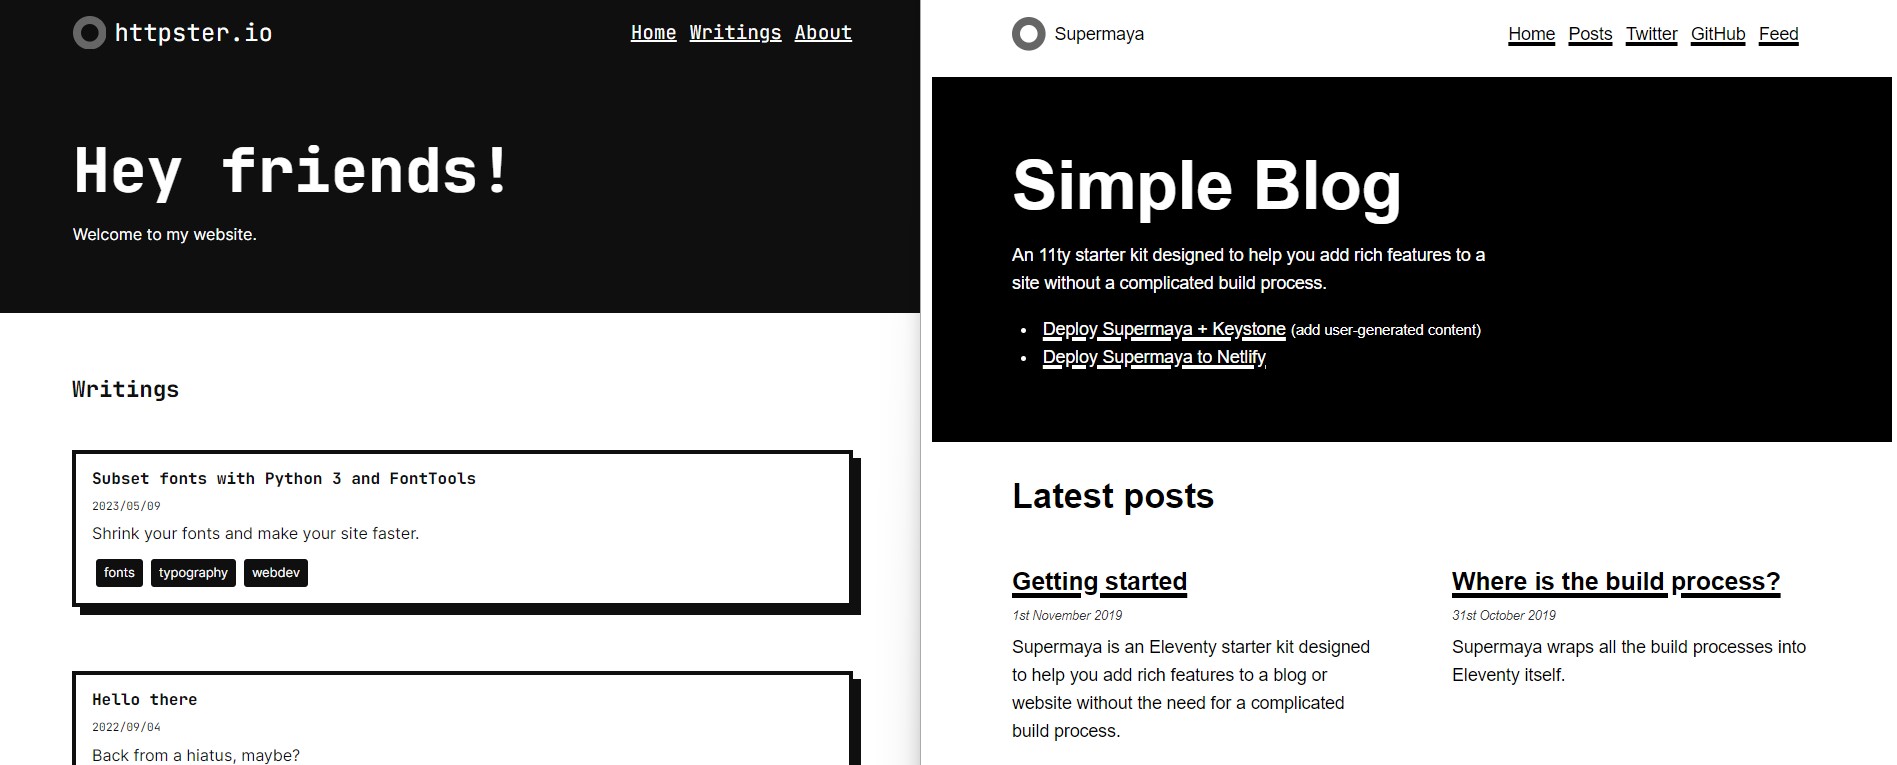 httpster.io
Home Writings About
Hey friends!
Welcome to my website.
Writings
Subset fonts with Python 3 and FontTools
2023/05/09
Shrink your fonts and make your site faster.
fonts typography webdev
Hello there
2022/09/04
Back from a hiatus, maybe?
Supermaya
Home Posts Twitter GitHub Feed
Simple Blog
An 11ty starter kit designed to help you add rich features to a
site without a complicated build process.
• Deploy Supermaya + Keystone (add user-generated content)
• Deploy Supermaya to Netlify
Latest posts
Getting started
1st November 2019
Supermaya is an Eleventy starter kit designed
to help you add rich features to a blog or
website without the need for a complicated
build process.
Where is the build process?
31st October 2019
Supermaya wraps all the build processes into
Eleventy itself.